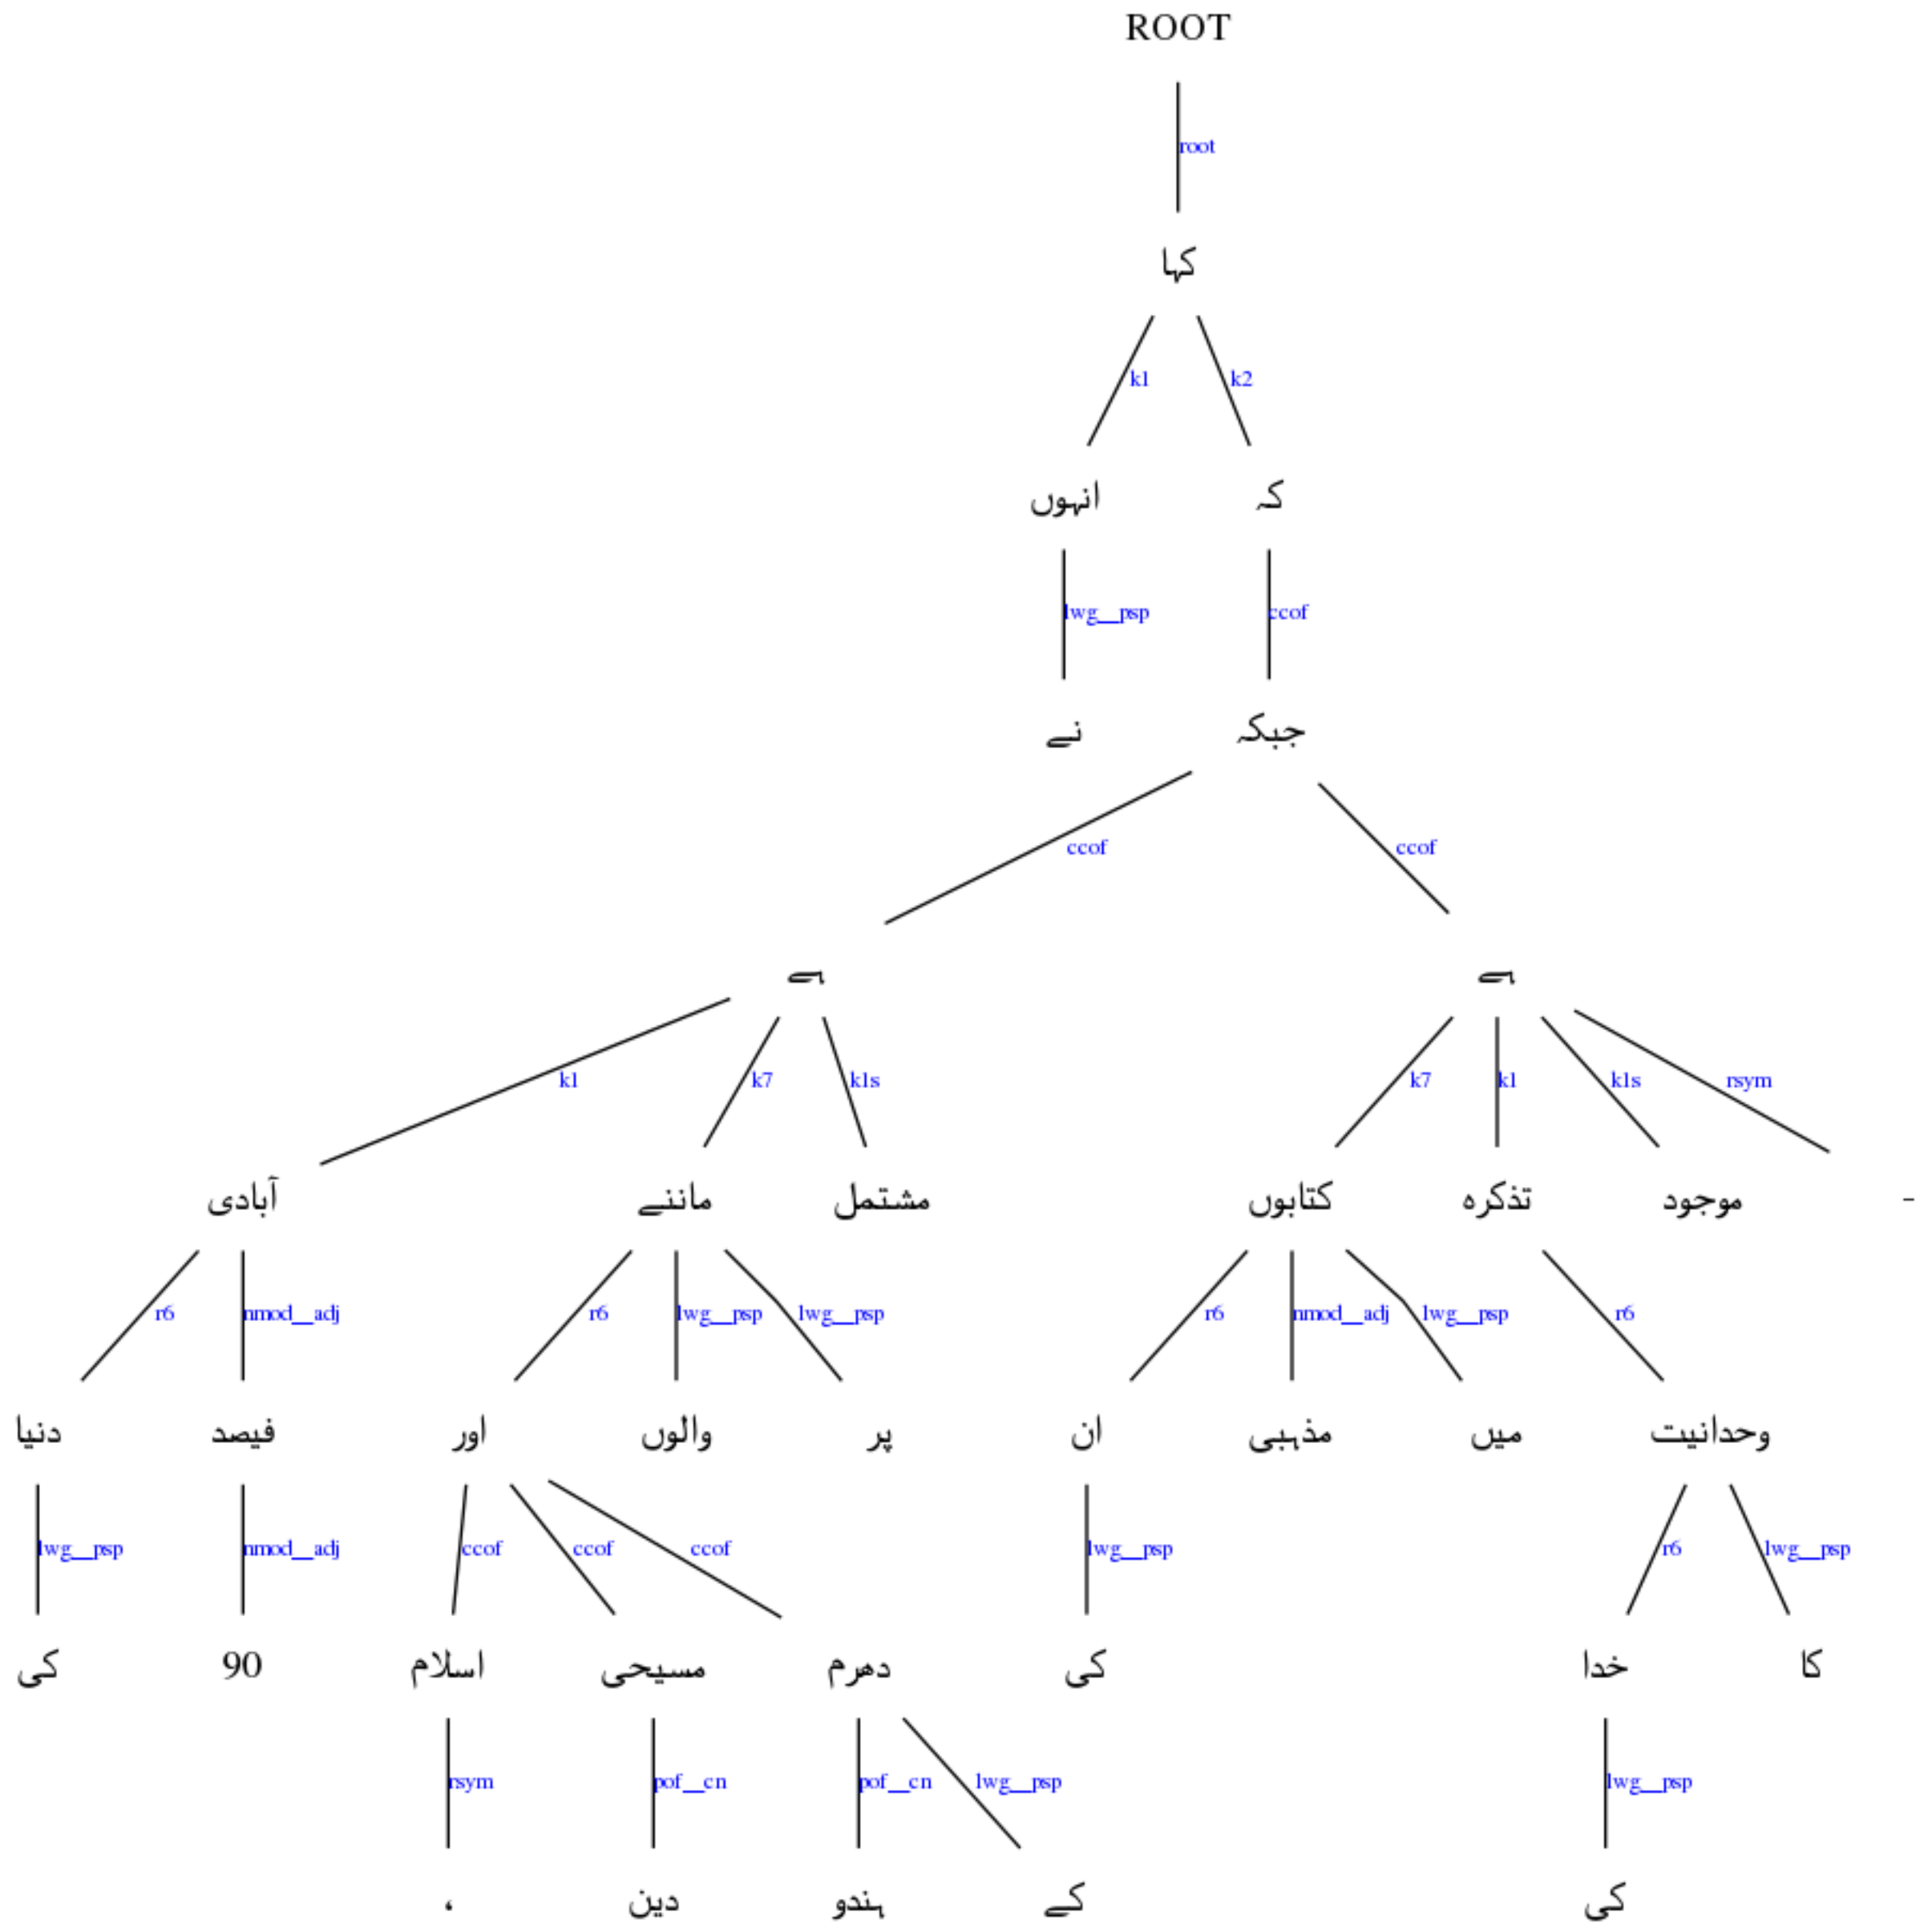 ROOT
root
کہا
k1 k2
انہوں کہ
lwg__psp ccof
نے جبکہ
ccof ccof
ہے ہے
k1 k7 k1s k7 k1 k1s rsym
آبادی ماننے مشتمل کتابوں تذکرہ موجود -
r6 nmod__adj r6 lwg__psp lwg__psp r6 nmod__adj lwg__psp r6
دنیا فیصد اور والوں پر ان مذہبی میں وحدانیت
lwg__psp nmod__adj ccof ccof ccof lwg__psp r6 lwg__psp
کی 90 اسلام مسیحی دھرم کی خدا کا
rsym pof__cn pof__cn lwg__psp lwg__psp
، دین ہندو کے کی